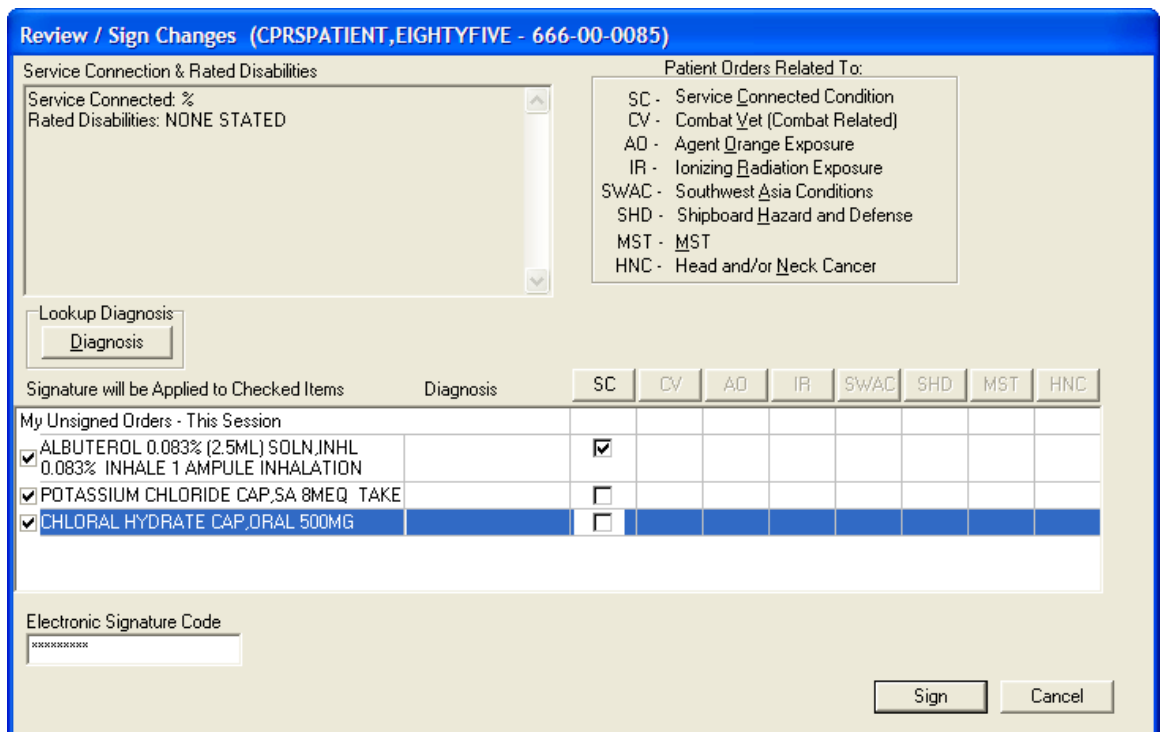 Review / Sign Changes (CPRSPATIENT,EIGHTYFIVE - 666-00-0085)
Service Connection & Rated Disabilities
Service Connected: %
Rated Disabilities: NONE STATED
Patient Orders Related To:
SC - Service Connected Condition
CV - Combat Vet (Combat Related)
AO - Agent Orange Exposure
IR - Ionizing Radiation Exposure
SWAC - Southwest Asia Conditions
SHD - Shipboard Hazard and Defense
MST - MST
HNC - Head and/or Neck Cancer
Lookup Diagnosis
Diagnosis
Signature will be Applied to Checked Items Diagnosis SC CV AO IR SWAC SHD MST HNC
My Unsigned Orders - This Session
ALBUTEROL 0.083% (2.5ML) SOLN,INHL
0.083% INHALE 1 AMPULE INHALATION
POTASSIUM CHLORIDE CAP,SA 8MEQ TAKE
CHLORAL HYDRATE CAP,ORAL 500MG
Electronic Signature Code
*********
Sign Cancel